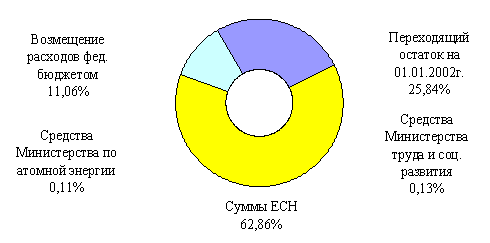 Возмещение
расходов фед.
бюджетом
11,06%
Переходящий
остаток на
01.01.2002г.
25,84%
Средства
Министерства по
атомной энергии
0,11%
Средства
Министерства
труда и соц.
развития
0,13%
Суммы ЕСН
62,86%